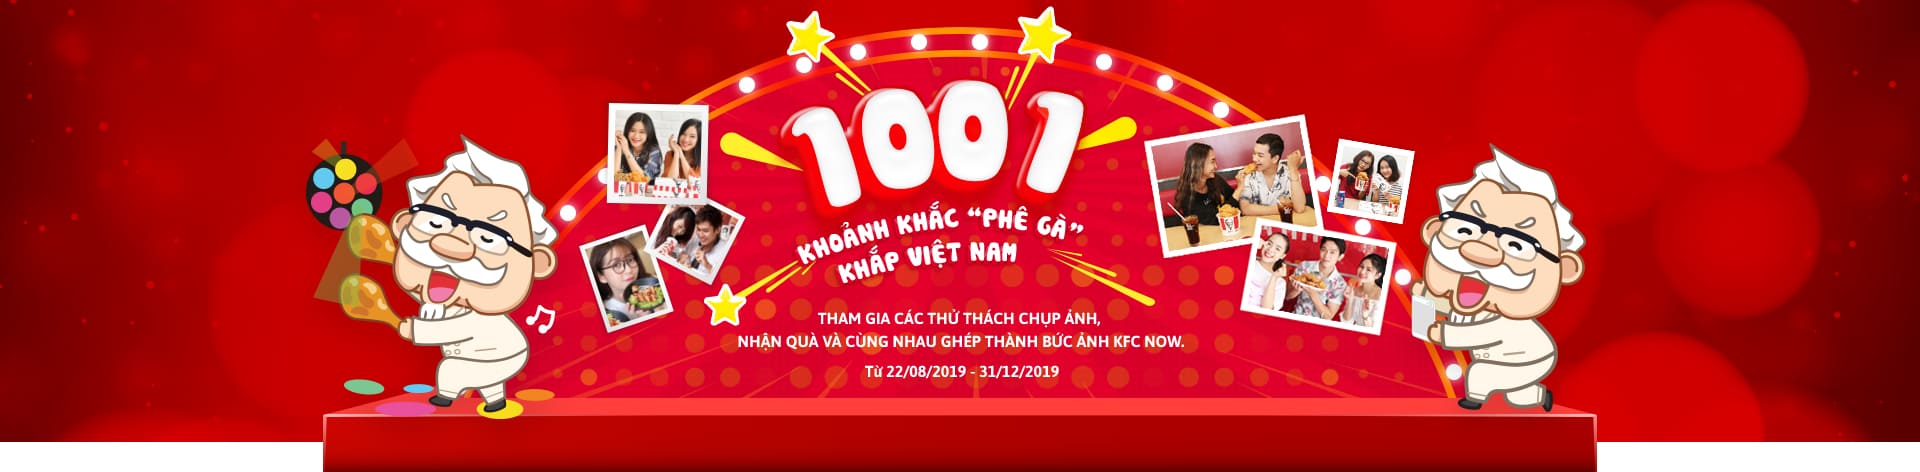 1001
KHOẢNH KHẮC “PHÊ GÀ”
KHẮP VIỆT NAM
THAM GIA CÁC THỬ THÁCH CHỤP ẢNH,
NHẬN QUÀ VÀ CÙNG NHAU GHÉP THÀNH BỨC ẢNH KFC NOW.
Từ 22/08/2019 - 31/12/2019